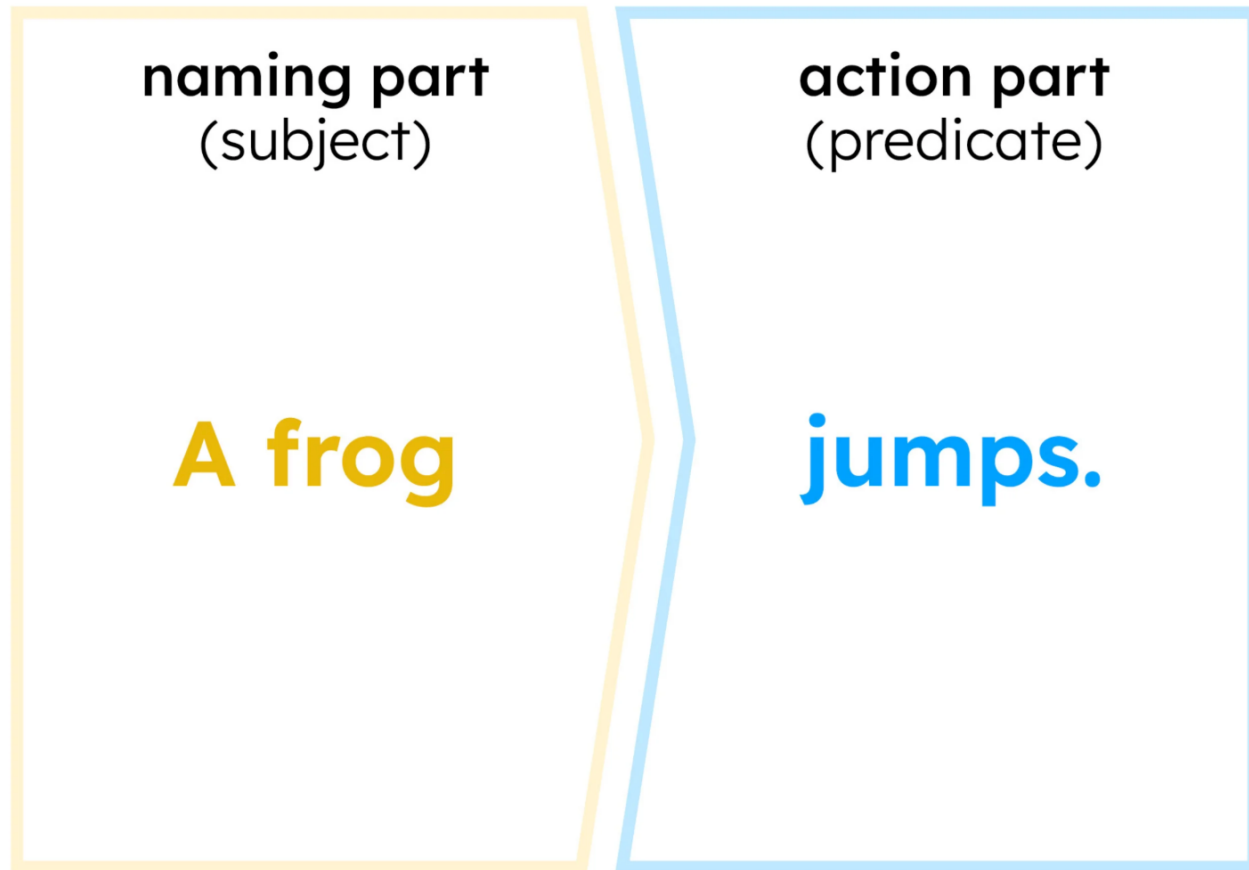 naming part
(subject)
A frog
action part
(predicate)
jumps.